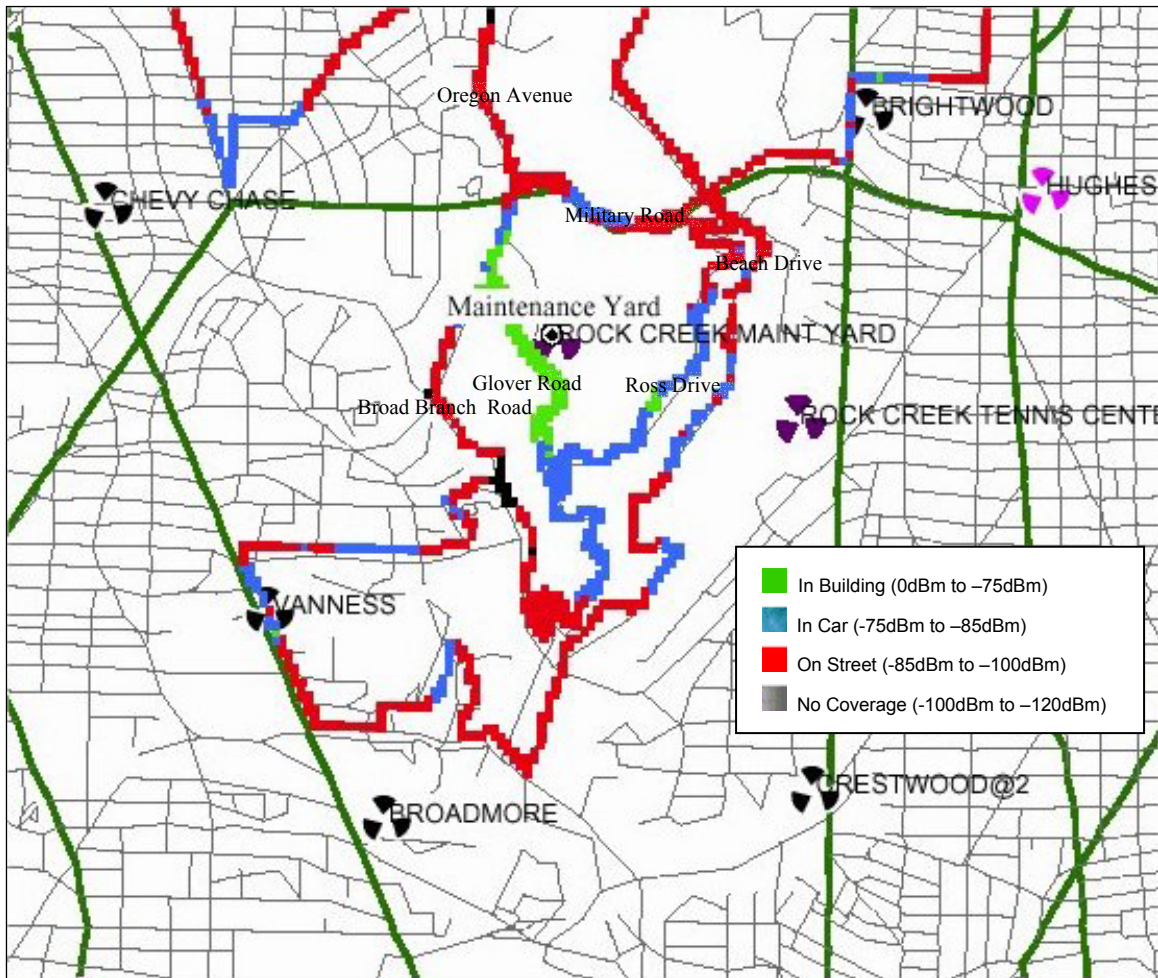 Oregon Avenue
BRIGHTWOOD
HUGHES
CHEVY CHASE
Military Road
Beach Drive
Maintenance Yard
ROCK CREEK MAINT YARD
Glover Road
Ross Drive
Broad Branch Road
ROCK CREEK TENNIS CENTE
VANNESS
In Building (0dBm to –75dBm)
In Car (-75dBm to –85dBm)
On Street (-85dBm to –100dBm)
No Coverage (-100dBm to –120dBm)
CRESTWOOD@2
BROADMORE